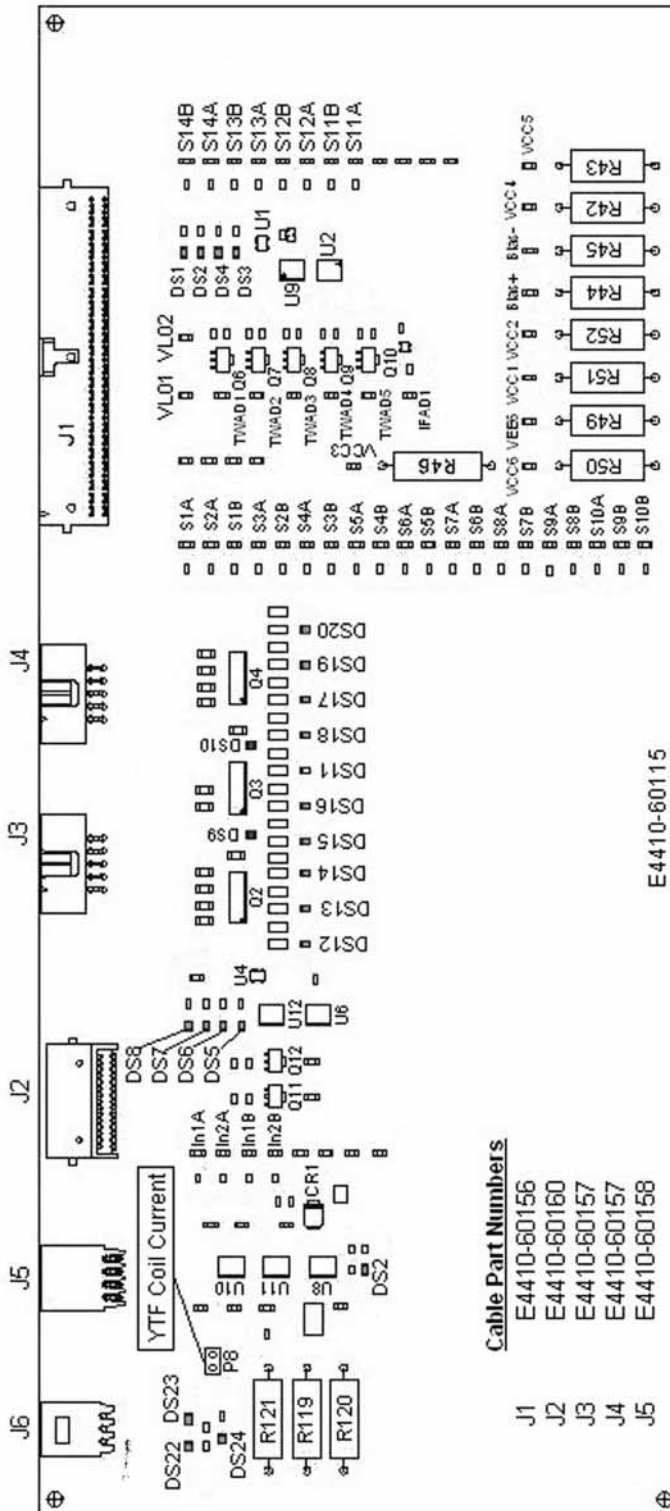 J6
J5
J2
J3
J4
J1
YTF Coil Current
DS22
DS23
DS24
P8
R121
R119
R120
U10
U11
U8
DS2
CR1
In1A
In2A
In1B
In2B
DS8
DS7
DS6
DS5
Q11
Q12
U12
U6
U4
Q2
DS9
Q3
DS10
Q4
DS12
DS13
DS14
DS15
DS16
DS11
DS18
DS17
DS19
DS20
S1A
S2A
S1B
S3A
S2B
S4A
S3B
S5A
S4B
S6A
S5B
S7A
S6B
S8A
S7B
S9A
S8B
S10A
S9B
S10B
VL01
VL02
TWAD1
Q6
TWAD2
Q7
TWAD3
Q8
TWAD4
Q9
TWAD5
Q10
IFAD1
VCC3
R46
DS1
DS2
DS4
DS3
U1
U9
U2
S14B
S14A
S13B
S13A
S12B
S12A
S11B
S11A
VCC6
VEE6
VCC1
VCC2
Bias+
Bias-
VCC4
VCC5
R50
R49
R51
R52
R44
R45
R42
R43
Cable Part Numbers
J1 E4410-60156
J2 E4410-60160
J3 E4410-60157
J4 E4410-60157
J5 E4410-60158
E4410-60115